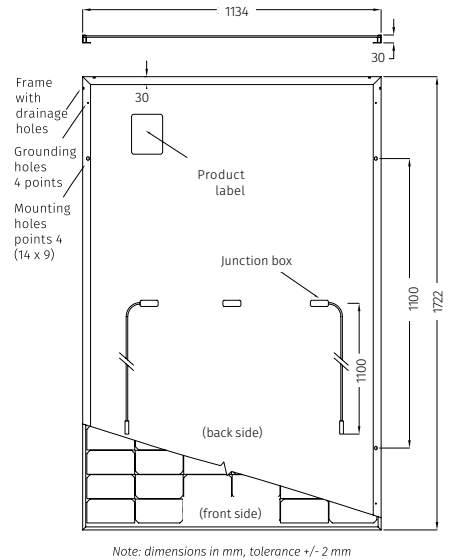 1134
30
30
Frame
with
drainage
holes
Grounding
holes
4 points
Mounting
holes
points 4
(14 x 9)
Product
label
Junction box
1100
1722
1100
(back side)
(front side)
Note: dimensions in mm, tolerance +/- 2 mm